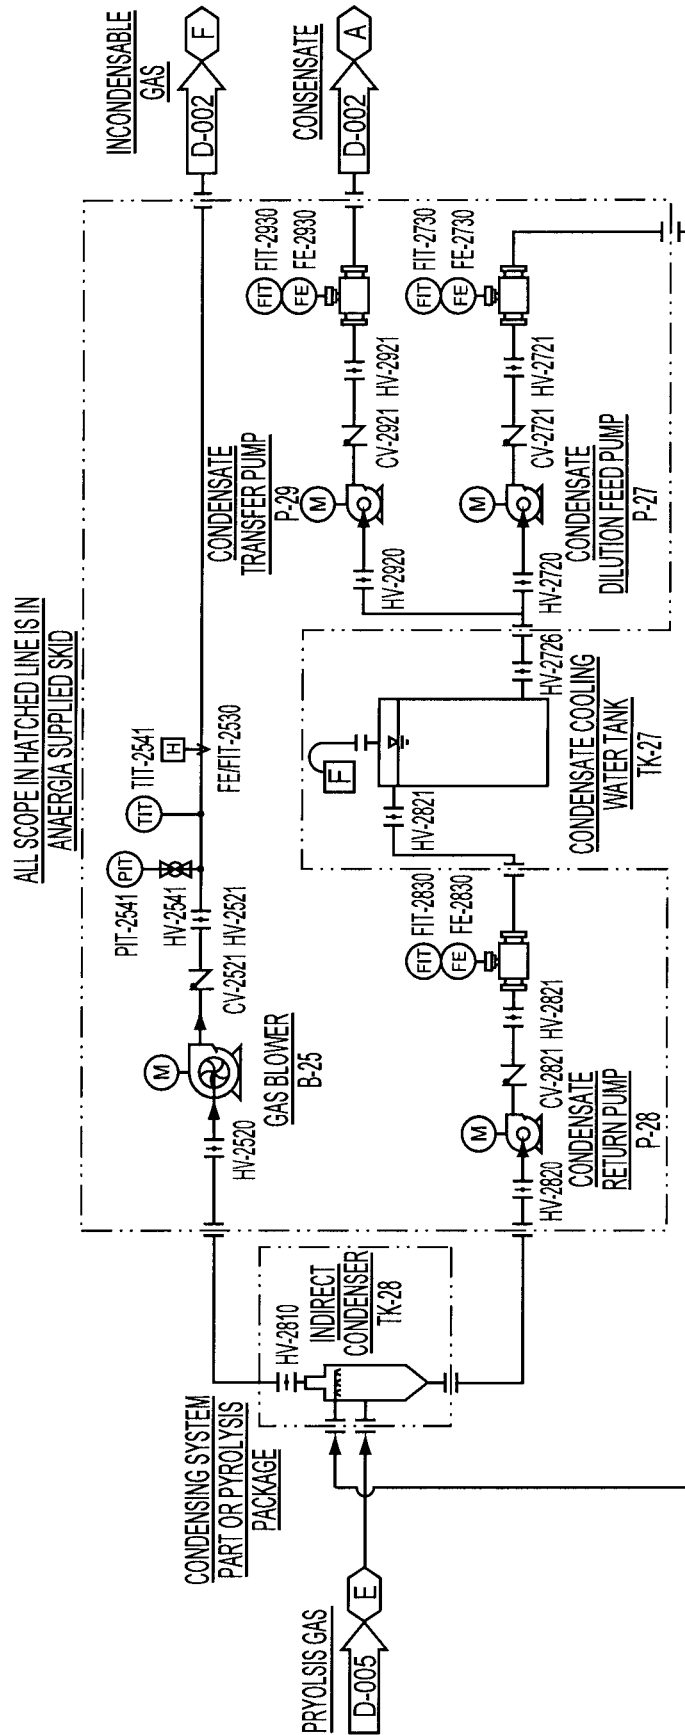 ALL SCOPE IN HATCHED LINE IS IN
ANAERGIA SUPPLIED SKID
INCONDENSABLE
GAS
D-002
F
CONSENSATE
D-002
A
PIT-2541
PIT
HV-2541
TIT
TIT-2541
H
FE/FIT-2530
CV-2521 HV-2521
M
GAS BLOWER
B-25
HV-2520
CONDENSATE
TRANSFER PUMP
P-29
M
HV-2920
CV-2921 HV-2921
FIT FIT-2930
FE FE-2930
FIT FIT-2730
FE FE-2730
CV-2721 HV-2721
M
HV-2720
CONDENSATE
DILUTION FEED PUMP
P-27
HV-2726
F
HV-2821
CONDENSATE COOLING
WATER TANK
TK-27
FIT FIT-2830
FE FE-2830
CV-2821 HV-2821
M
HV-2820
CONDENSATE
RETURN PUMP
P-28
CONDENSING SYSTEM
PART OR PYROLYSIS
PACKAGE
HV-2810
INDIRECT
CONDENSER
TK-28
PRYOLSIS GAS
D-005
E